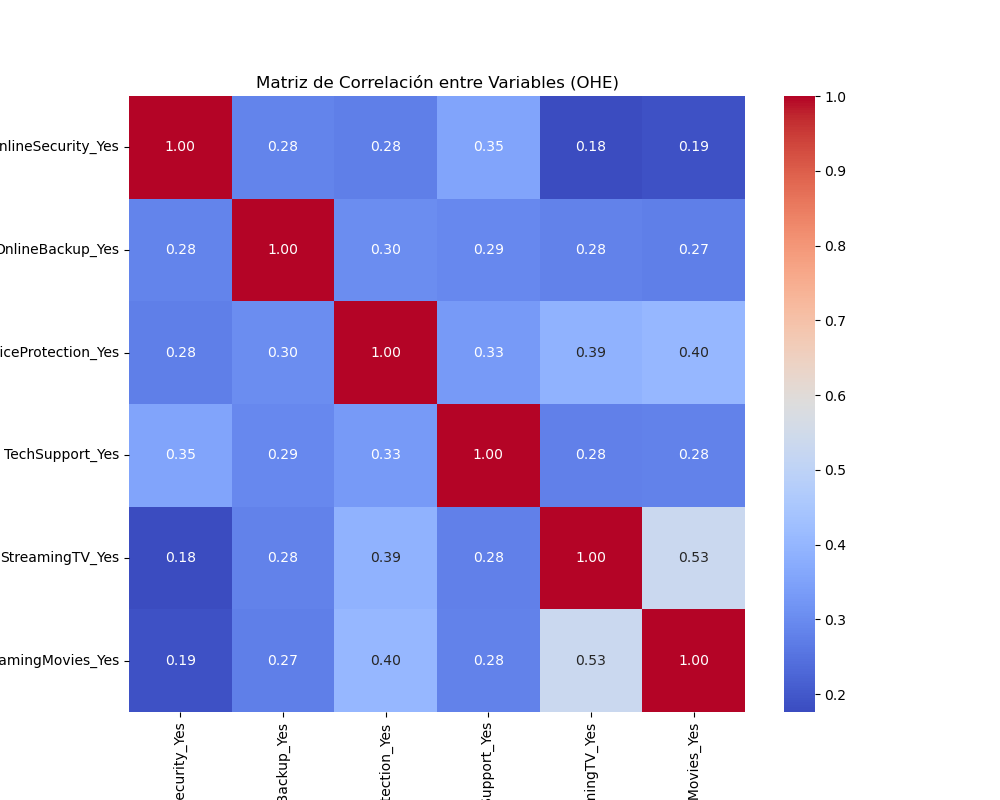 Matriz de Correlación entre Variables (OHE)
nlineSecurity_Yes 1.00 0.28 0.28 0.35 0.18 0.19
OnlineBackup_Yes 0.28 1.00 0.30 0.29 0.28 0.27
iceProtection_Yes 0.28 0.30 1.00 0.33 0.39 0.40
TechSupport_Yes 0.35 0.29 0.33 1.00 0.28 0.28
StreamingTV_Yes 0.18 0.28 0.39 0.28 1.00 0.53
amingMovies_Yes 0.19 0.27 0.40 0.28 0.53 1.00
ecurity_Yes
Backup_Yes
tection_Yes
Support_Yes
mingTV_Yes
Movies_Yes
1.0
0.9
0.8
0.7
0.6
0.5
0.4
0.3
0.2